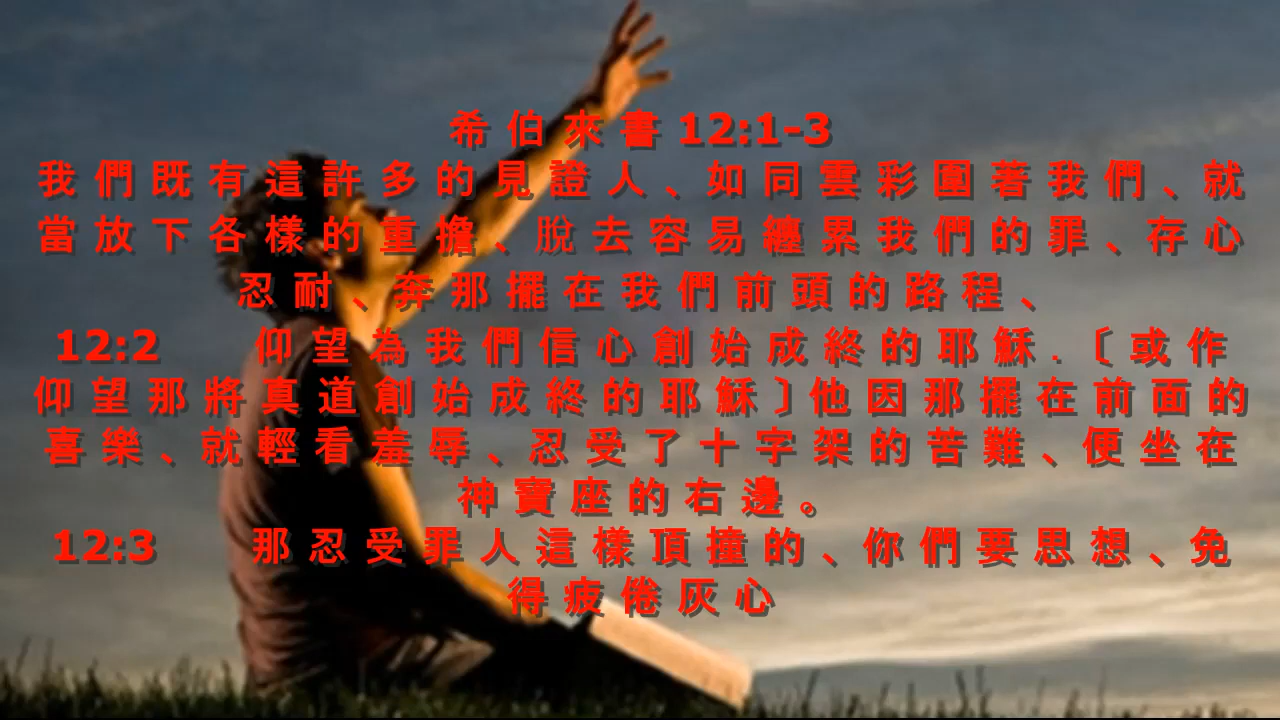 希伯來書 12:1-3
我們既有這許多的見證人、如同雲彩圍著我們、就
當放下各樣的重擔、脫去容易纏累我們的罪、存心
忍耐、奔那擺在我們前頭的路程、
12:2 仰望為我們信心創始成終的耶穌.〔或作
仰望那將真道創始成終的耶穌〕他因那擺在前面的
喜樂、就輕看羞辱、忍受了十字架的苦難、便坐在
神寶座的右邊。
12:3 那忍受罪人這樣頂撞的、你們要思想、免
得疲倦灰心